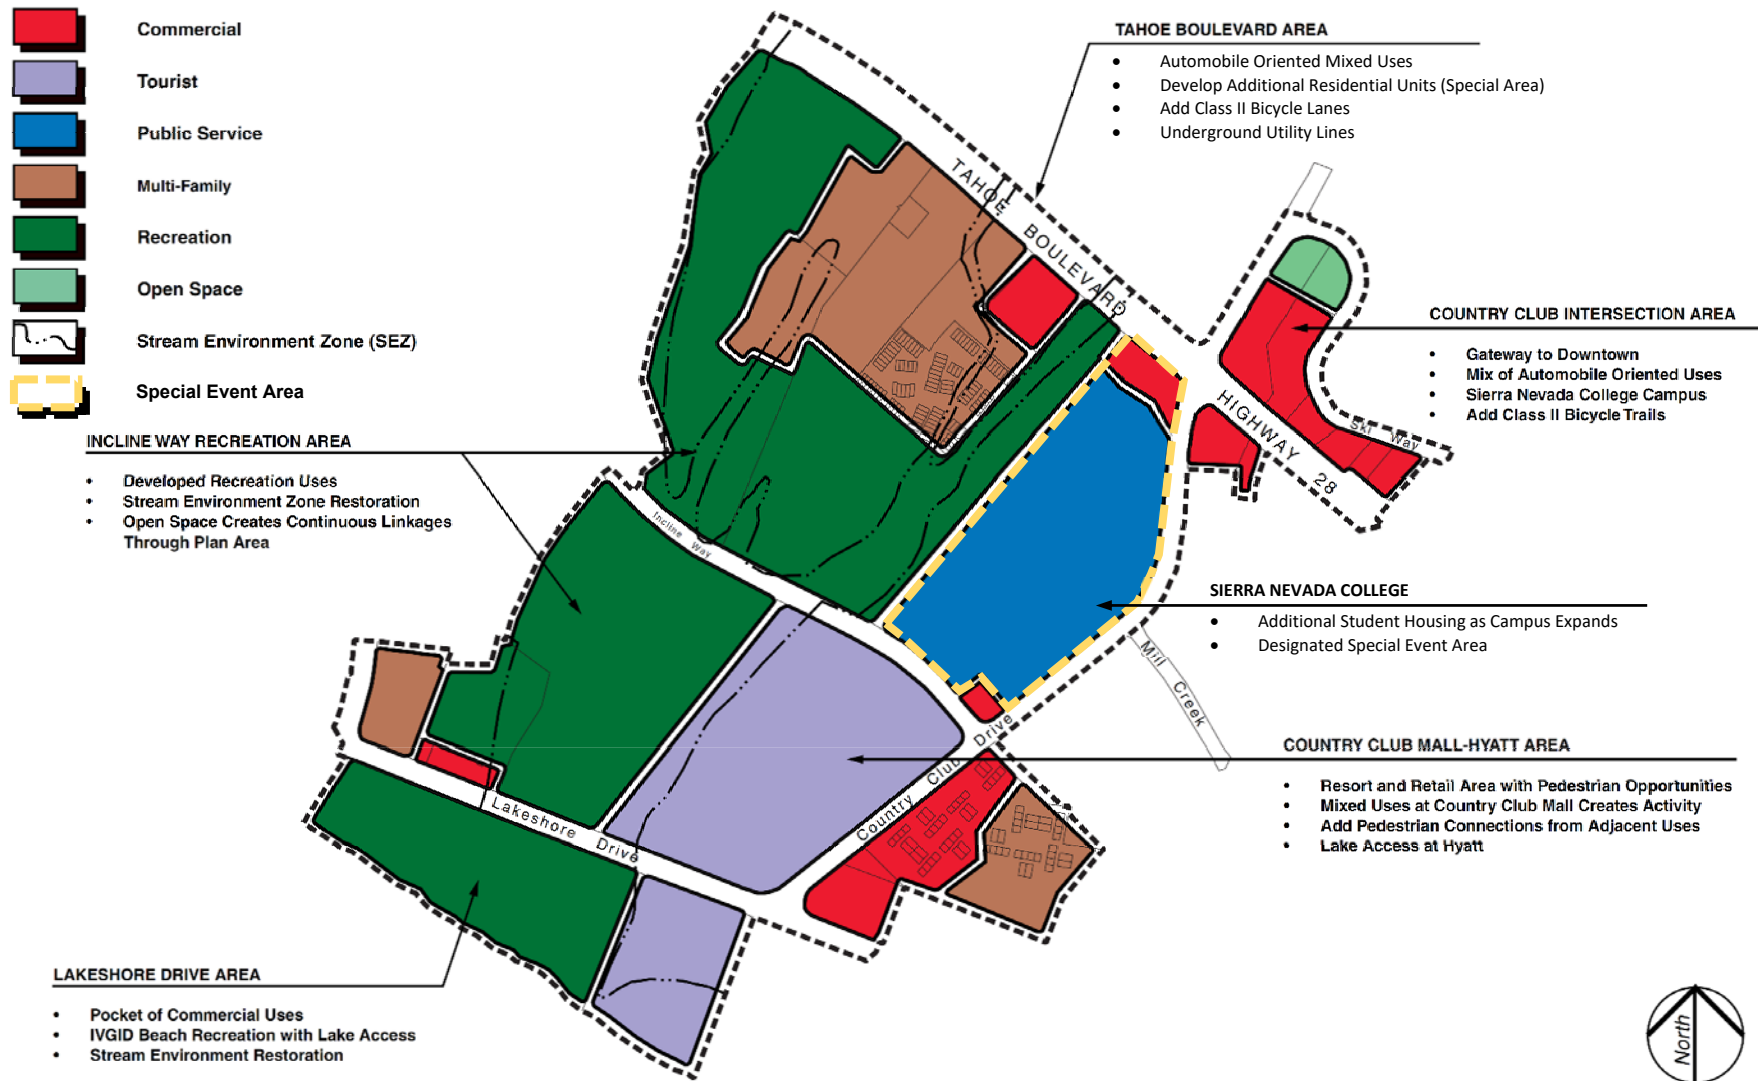 Commercial
Tourist
Public Service
Multi-Family
Recreation
Open Space
Stream Environment Zone (SEZ)
Special Event Area
TAHOE BOULEVARD AREA
• Automobile Oriented Mixed Uses
• Develop Additional Residential Units (Special Area)
• Add Class II Bicycle Lanes
• Underground Utility Lines
TAHOE BOULEVARD
COUNTRY CLUB INTERSECTION AREA
• Gateway to Downtown
• Mix of Automobile Oriented Uses
• Sierra Nevada College Campus
• Add Class II Bicycle Trails
HIGHWAY 28
Ski Way
INCLINE WAY RECREATION AREA
• Developed Recreation Uses
• Stream Environment Zone Restoration
• Open Space Creates Continuous Linkages
Through Plan Area
Incline Way
SIERRA NEVADA COLLEGE
• Additional Student Housing as Campus Expands
• Designated Special Event Area
Mill Creek
COUNTRY CLUB MALL-HYATT AREA
• Resort and Retail Area with Pedestrian Opportunities
• Mixed Uses at Country Club Mall Creates Activity
• Add Pedestrian Connections from Adjacent Uses
• Lake Access at Hyatt
Country Club Drive
Lakeshore Drive
LAKESHORE DRIVE AREA
• Pocket of Commercial Uses
• IVGID Beach Recreation with Lake Access
• Stream Environment Restoration
North